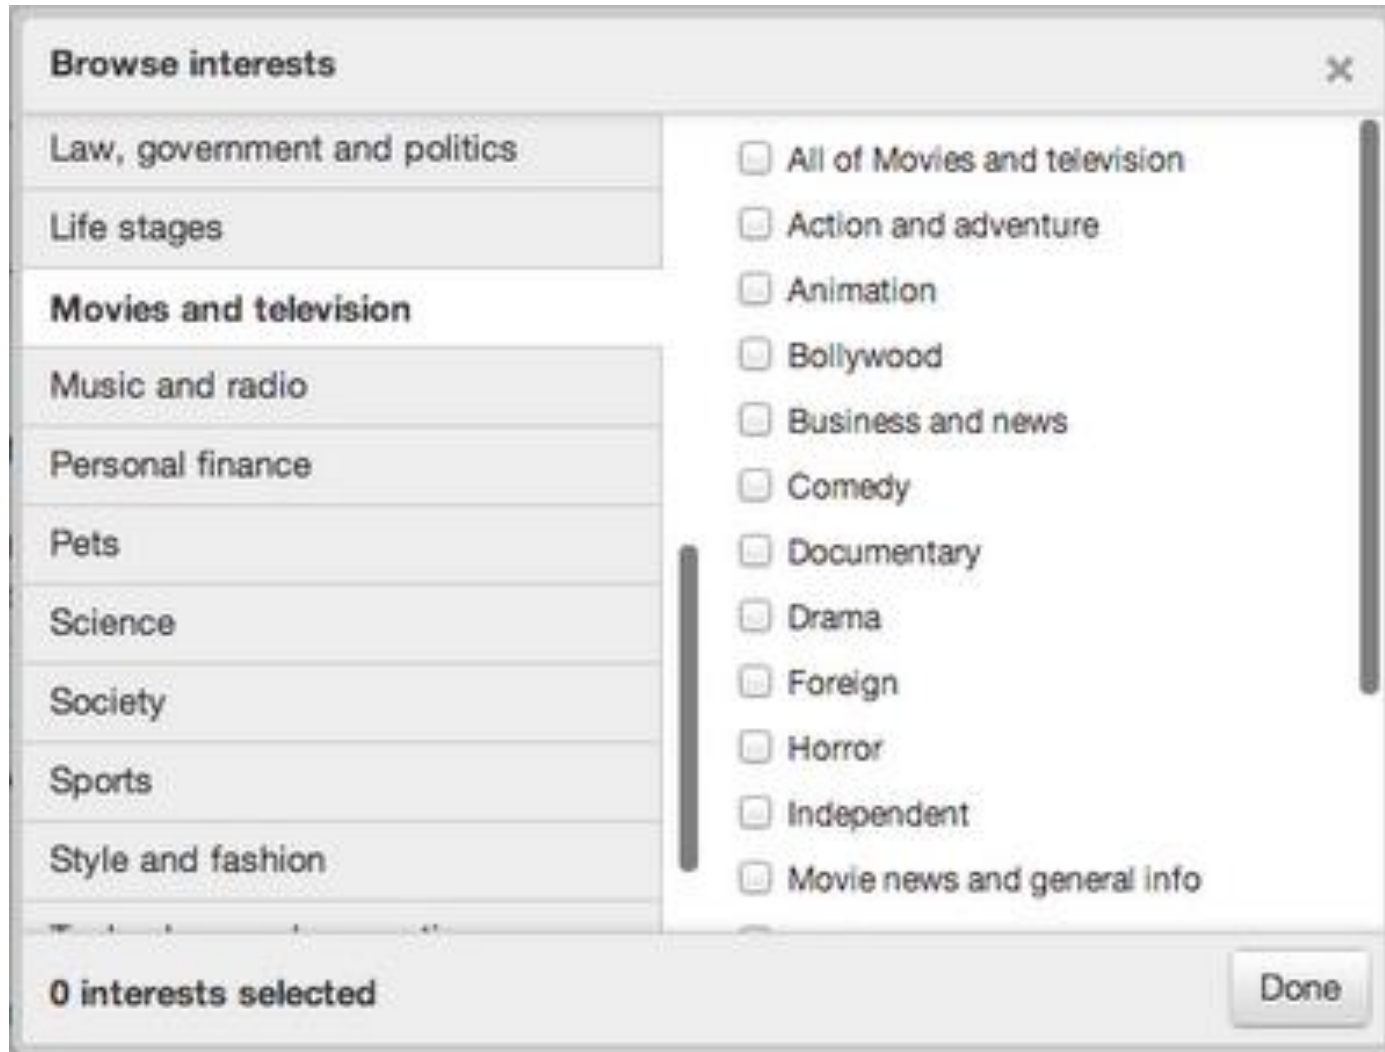 Browse interests
×
Law, government and politics
Life stages
Movies and television
Music and radio
Personal finance
Pets
Science
Society
Sports
Style and fashion
All of Movies and television
Action and adventure
Animation
Bollywood
Business and news
Comedy
Documentary
Drama
Foreign
Horror
Independent
Movie news and general info
0 interests selected
Done